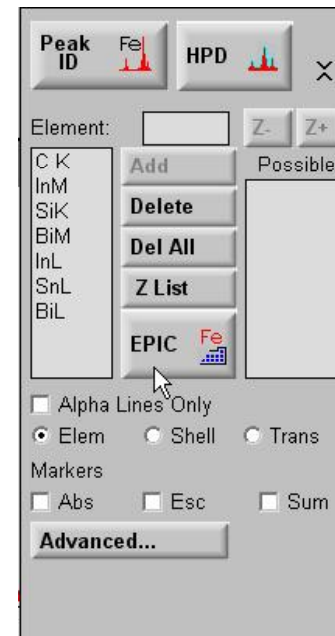 Peak ID Fe HPD
Element: Z- Z+
C K
InM
SiK
BiM
InL
SnL
BiL
Add
Delete
Del All
Z List
EPIC Fe
Possible
Alpha Lines Only
Elem Shell Trans
Markers
Abs Esc Sum
Advanced...